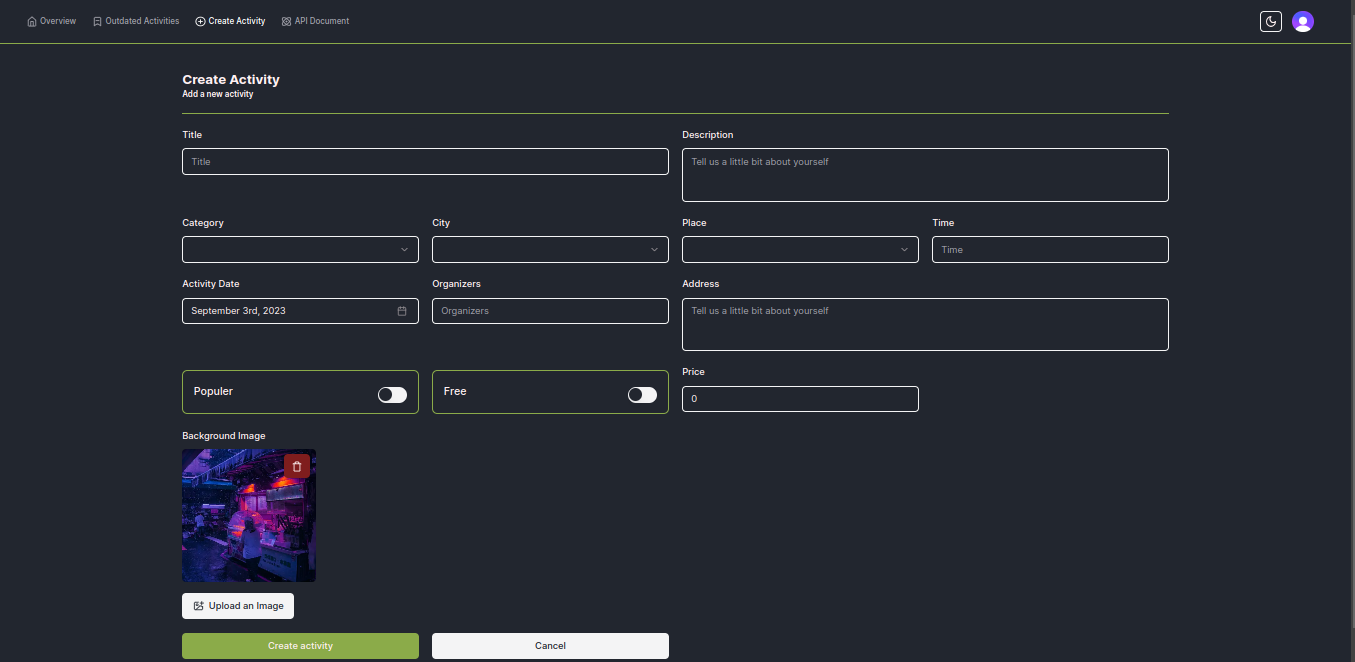 Overview Outdated Activities Create Activity API Document
Create Activity
Add a new activity
Title Description
Title Tell us a little bit about yourself
Category City Place Time
Time
Activity Date Organizers Address
September 3rd, 2023 Organizers Tell us a little bit about yourself
Populer Free Price
0
Background Image
Upload an Image
Create activity Cancel